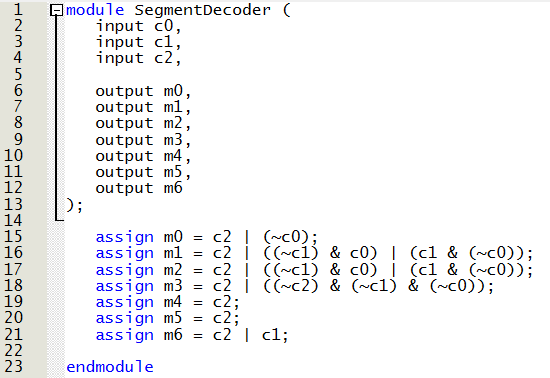 1 module SegmentDecoder (
2 input c0,
3 input c1,
4 input c2,
5
6 output m0,
7 output m1,
8 output m2,
9 output m3,
10 output m4,
11 output m5,
12 output m6
13 );
14
15 assign m0 = c2 | (~c0);
16 assign m1 = c2 | ((~c1) & c0) | (c1 & (~c0));
17 assign m2 = c2 | ((~c1) & c0) | (c1 & (~c0));
18 assign m3 = c2 | ((~c2) & (~c1) & (~c0));
19 assign m4 = c2;
20 assign m5 = c2;
21 assign m6 = c2 | c1;
22
23 endmodule